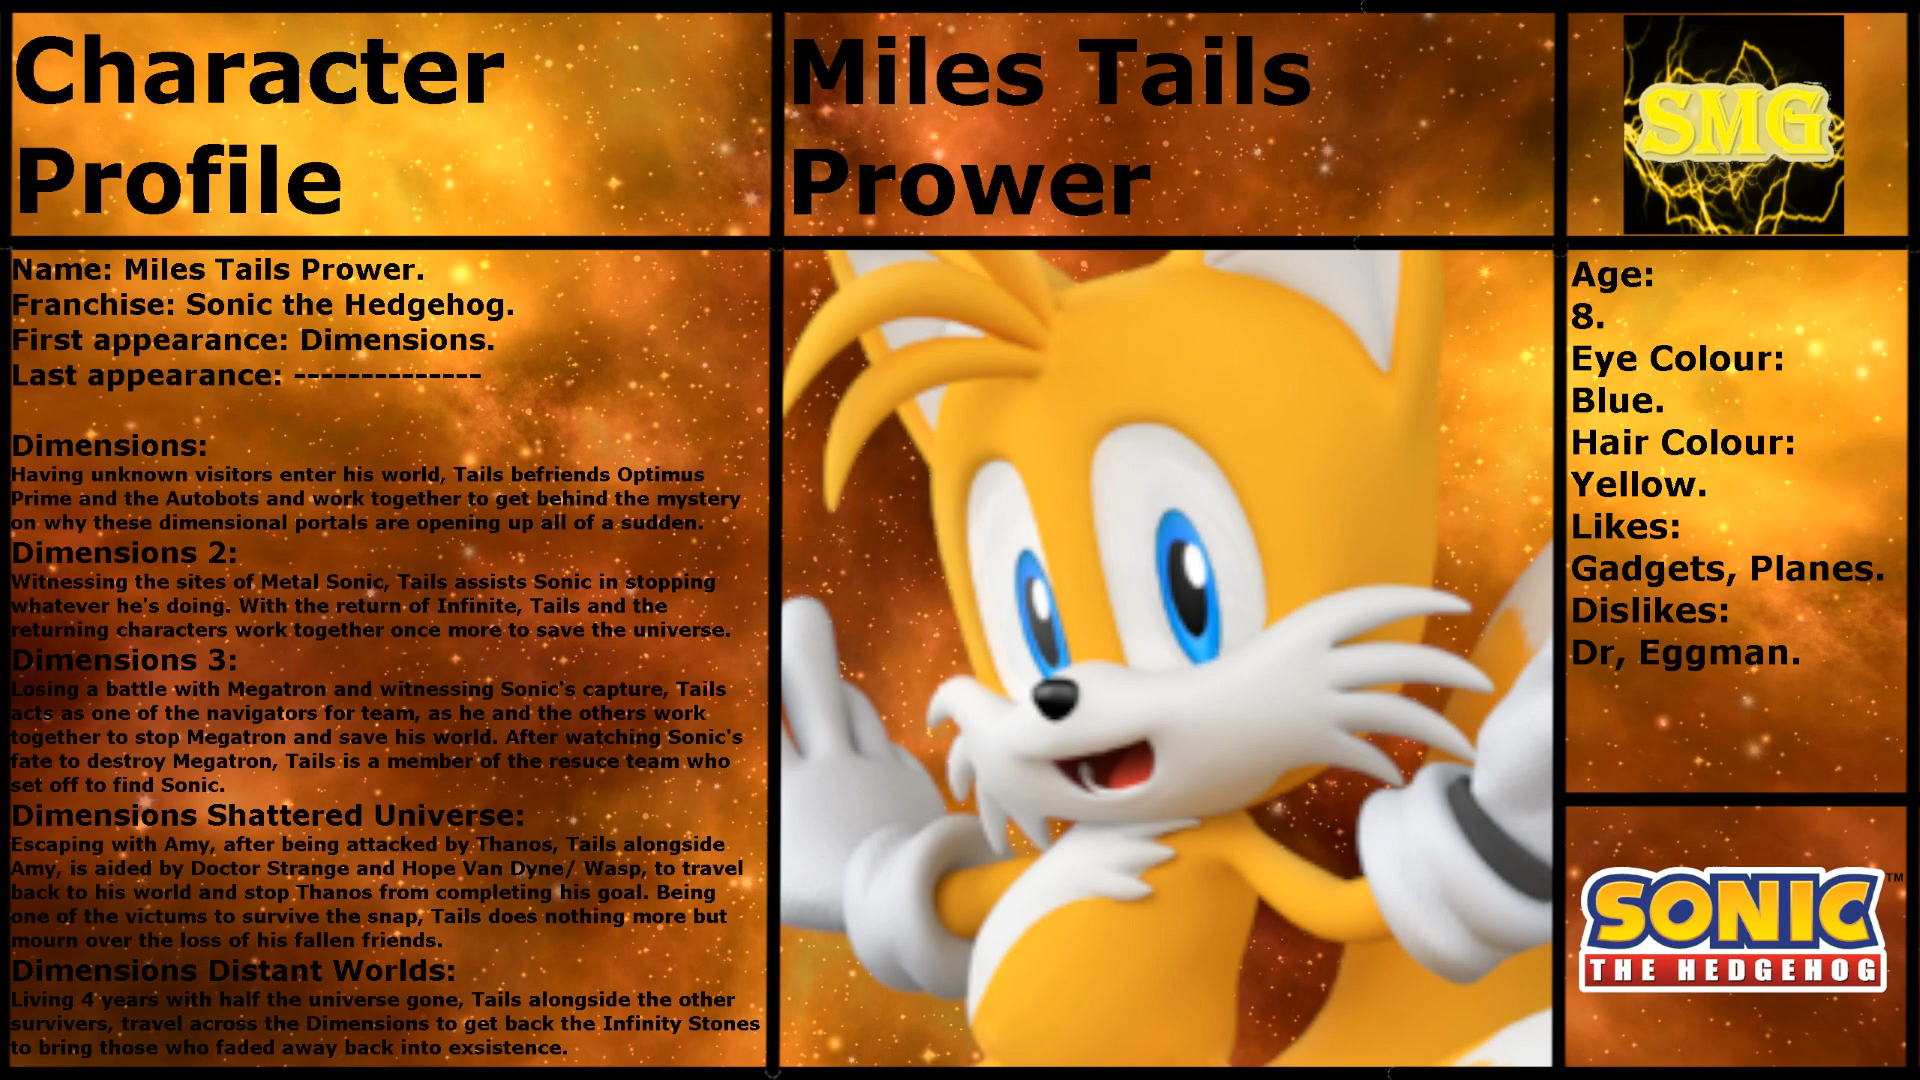 Character
Profile
Miles Tails
Prower
SMG
Name: Miles Tails Prower.
Franchise: Sonic the Hedgehog.
First appearance: Dimensions.
Last appearance: --------------
Dimensions:
Having unknown visitors enter his world, Tails befriends Optimus
Prime and the Autobots and work together to get behind the mystery
on why these dimensional portals are opening up all of a sudden.
Dimensions 2:
Witnessing the sites of Metal Sonic, Tails assists Sonic in stopping
whatever he's doing. With the return of Infinite, Tails and the
returning characters work together once more to save the universe.
Dimensions 3:
Losing a battle with Megatron and witnessing Sonic's capture, Tails
acts as one of the navigators for team, as he and the others work
together to stop Megatron and save his world. After watching Sonic's
fate to destroy Megatron, Tails is a member of the resuce team who
set off to find Sonic.
Dimensions Shattered Universe:
Escaping with Amy, after being attacked by Thanos, Tails alongside
Amy, is aided by Doctor Strange and Hope Van Dyne/ Wasp, to travel
back to his world and stop Thanos from completing his goal. Being
one of the victums to survive the snap, Tails does nothing more but
mourn over the loss of his fallen friends.
Dimensions Distant Worlds:
Living 4 years with half the universe gone, Tails alongside the other
survivers, travel across the Dimensions to get back the Infinity Stones
to bring those who faded away back into exsistence.
Age:
8.
Eye Colour:
Blue.
Hair Colour:
Yellow.
Likes:
Gadgets, Planes.
Dislikes:
Dr, Eggman.
SONIC™
THE HEDGEHOG